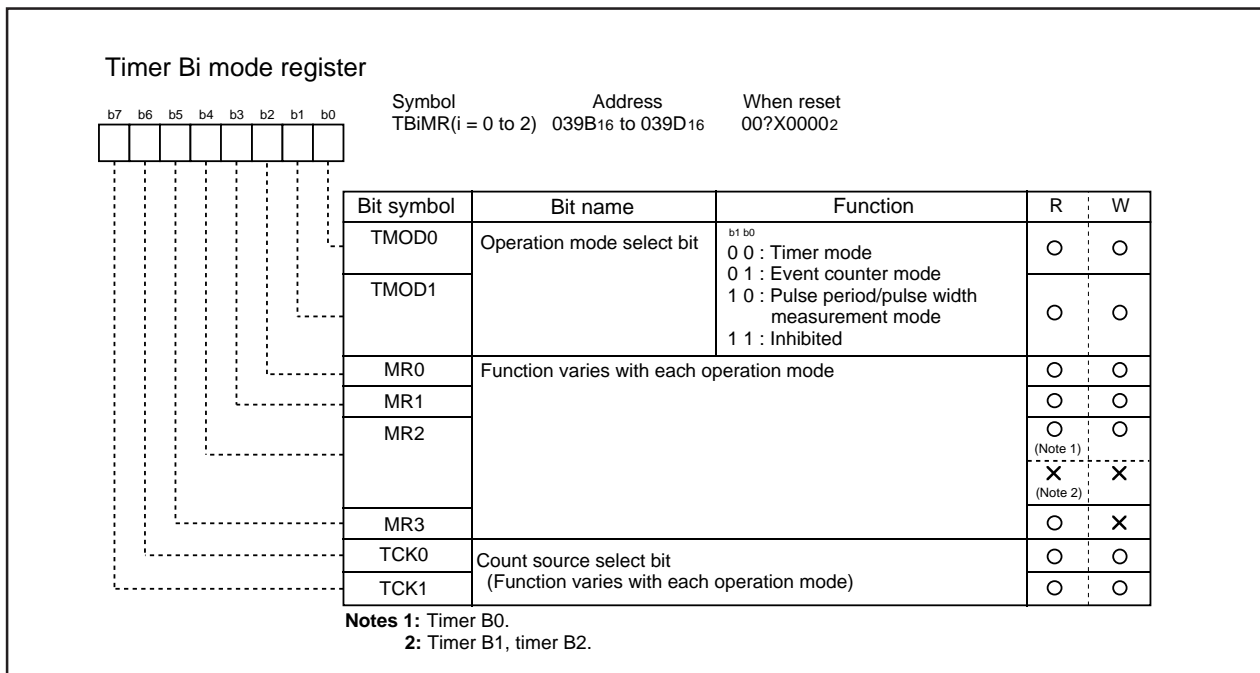 Timer Bi mode register
Symbol Address When reset
b7 b6 b5 b4 b3 b2 b1 b0
TBiMR(i = 0 to 2) 039B16 to 039D16 00?X00002
Bit symbol Bit name Function R W
TMOD0 Operation mode select bit
b1 b0
0 0 : Timer mode
0 1 : Event counter mode
TMOD1
1 0 : Pulse period/pulse width
measurement mode
1 1 : Inhibited
MR0 Function varies with each operation mode
MR1
MR2
(Note 1)
(Note 2)
MR3
TCK0 Count source select bit
TCK1 (Function varies with each operation mode)
Notes 1: Timer B0.
2: Timer B1, timer B2.